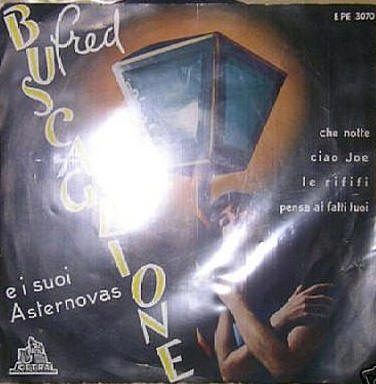 E PE 3070
fred
BUSCAGLIONE
che notte
ciao Joe
le rififi
pensa ai fatti tuoi
e i suoi
Asternovas
CETRA